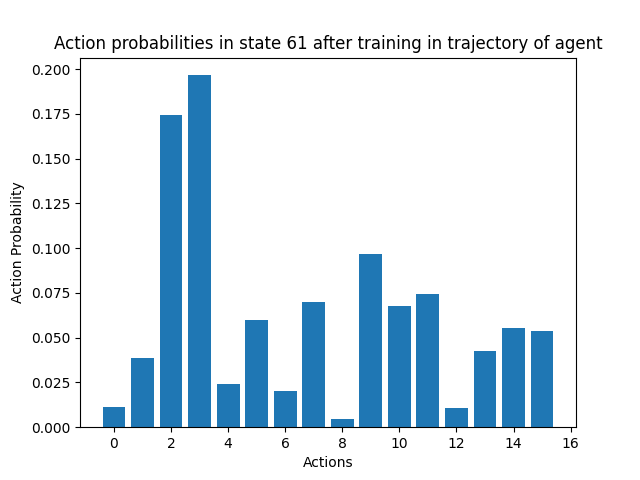 Action probabilities in state 61 after training in trajectory of agent
0.200
0.175
0.150
0.125
0.100
0.075
0.050
0.025
0.000
Action Probability
0 2 4 6 8 10 12 14 16
Actions